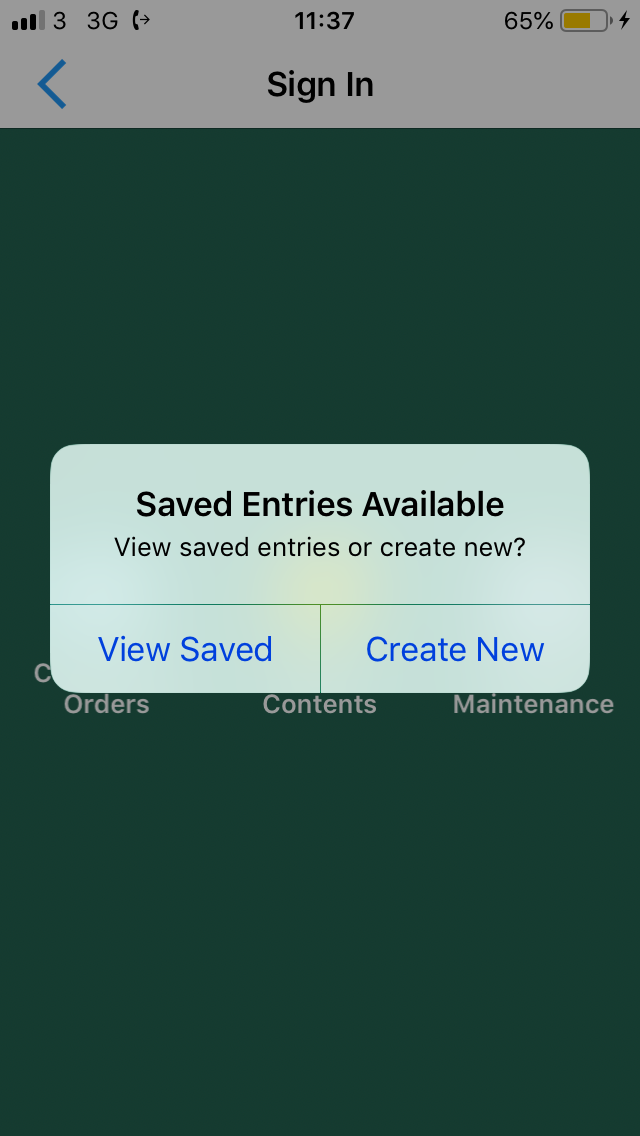 3 3G 11:37 65%
Sign In
Saved Entries Available
View saved entries or create new?
View Saved Create New
Orders Contents Maintenance